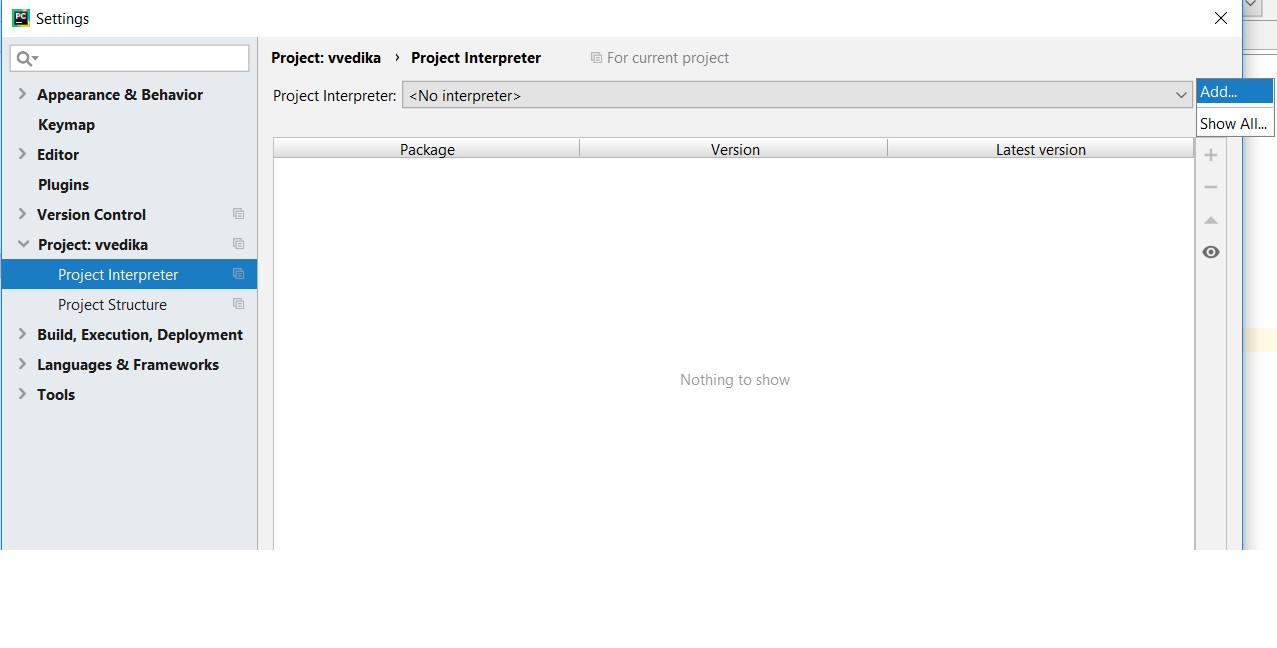 PC Settings
Project: vvedika › Project Interpreter For current project
Appearance & Behavior
Keymap
Editor
Plugins
Version Control
Project: vvedika
Project Interpreter
Project Structure
Build, Execution, Deployment
Languages & Frameworks
Tools
Project Interpreter: <No interpreter>
Add...
Show All...
Package Version Latest version
Nothing to show